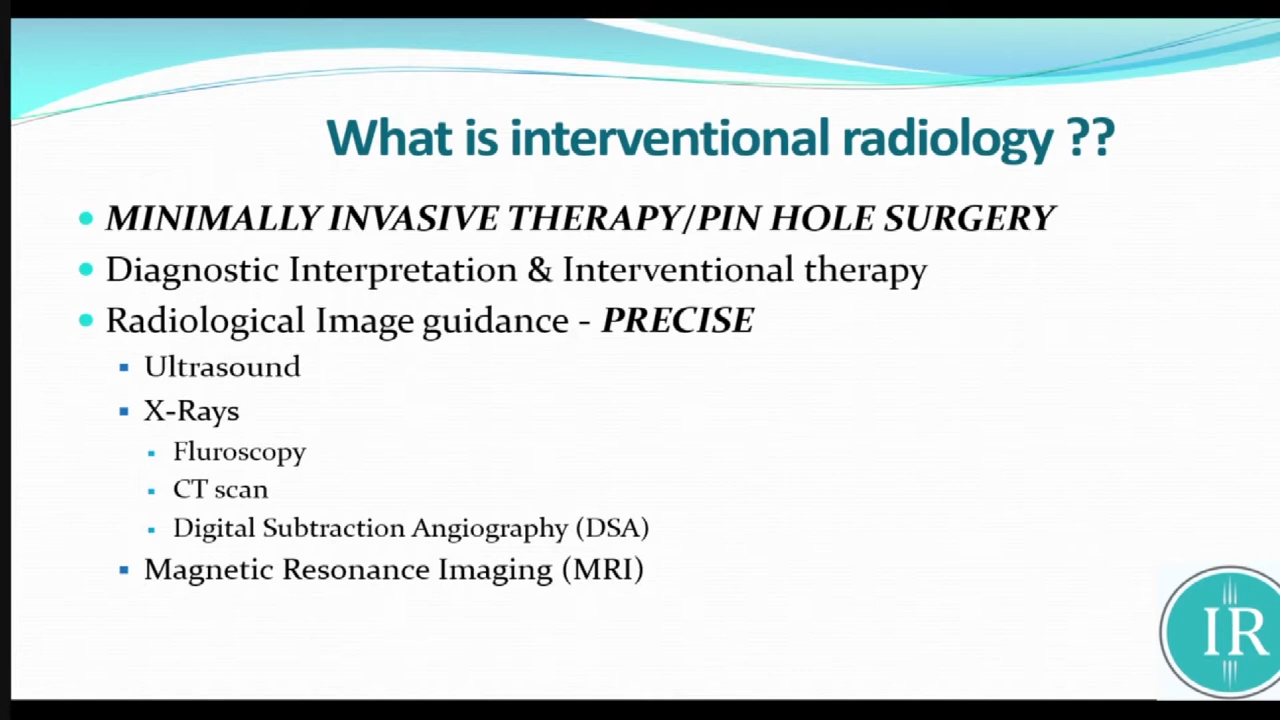 What is interventional radiology ??
MINIMALLY INVASIVE THERAPY/PIN HOLE SURGERY
Diagnostic Interpretation & Interventional therapy
Radiological Image guidance - PRECISE
Ultrasound
X-Rays
Fluroscopy
CT scan
Digital Subtraction Angiography (DSA)
Magnetic Resonance Imaging (MRI)
IR